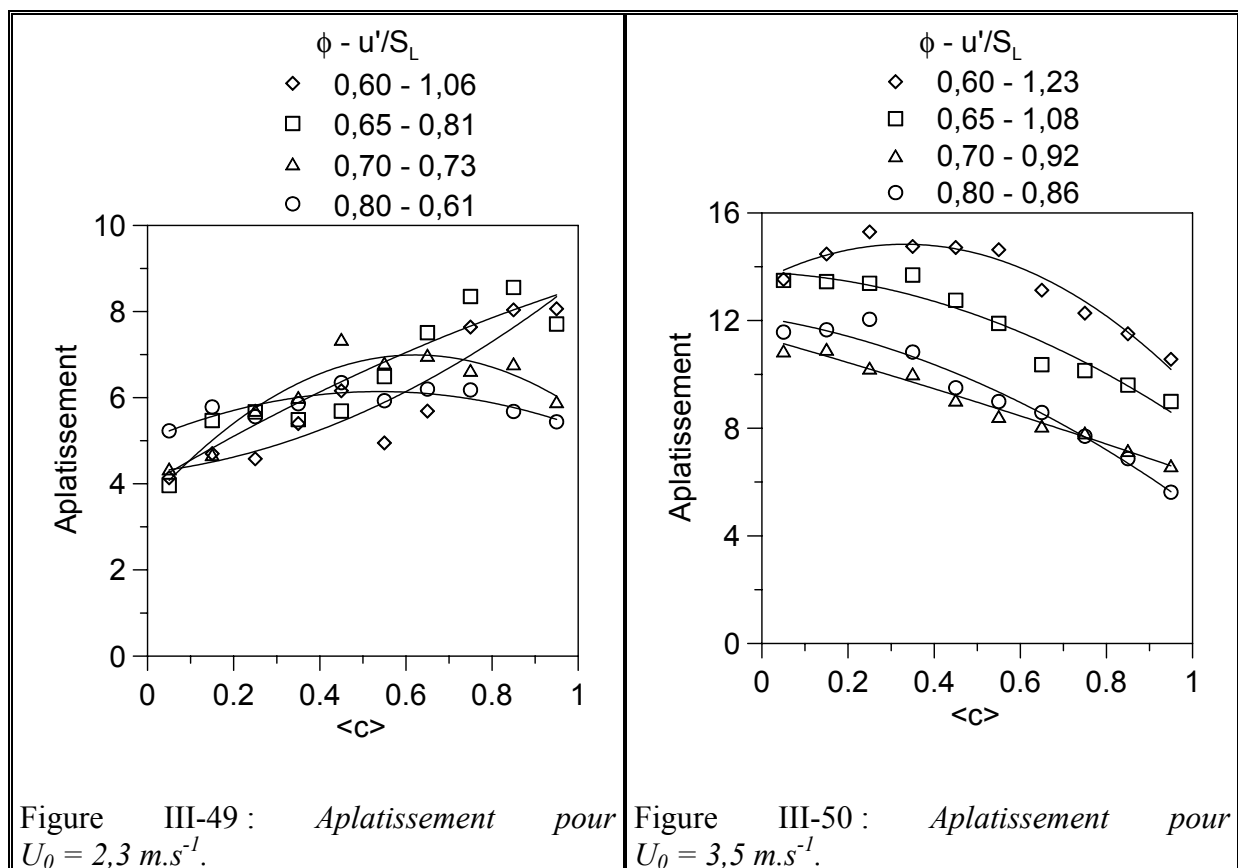 ϕ - u'/S_L
0,60 - 1,06
0,65 - 0,81
0,70 - 0,73
0,80 - 0,61
10
8
6
4
2
0
Aplatissement
0 0.2 0.4 0.6 0.8 1
<c>
Figure III-49 : Aplatissement pour
U_0 = 2,3 m.s^-1.
ϕ - u'/S_L
0,60 - 1,23
0,65 - 1,08
0,70 - 0,92
0,80 - 0,86
16
12
8
4
0
Aplatissement
0 0.2 0.4 0.6 0.8 1
<c>
Figure III-50 : Aplatissement pour
U_0 = 3,5 m.s^-1.